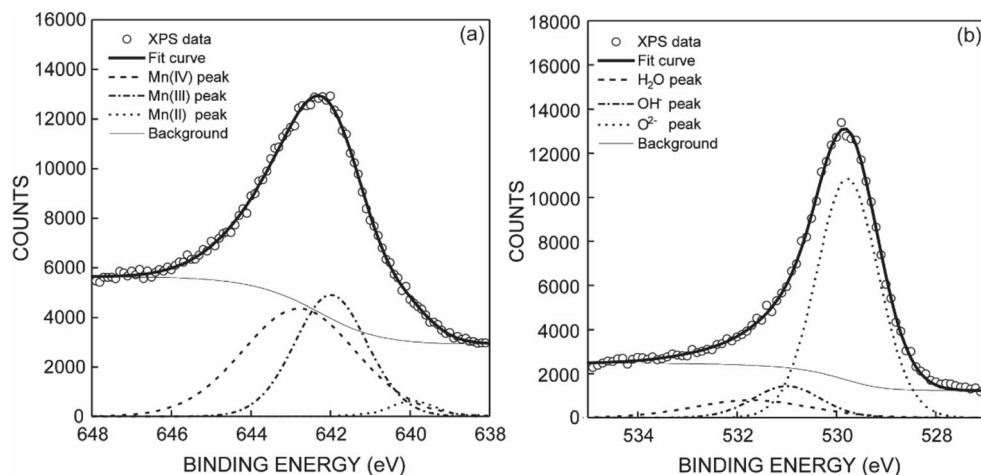 (a)
XPS data
Fit curve
Mn(IV) peak
Mn(III) peak
Mn(II) peak
Background
16000
14000
12000
10000
8000
6000
4000
2000
0
COUNTS
648 646 644 642 640 638
BINDING ENERGY (eV)
(b)
XPS data
Fit curve
H₂O peak
OH⁻ peak
O²⁻ peak
Background
18000
16000
14000
12000
10000
8000
6000
4000
2000
0
COUNTS
534 532 530 528
BINDING ENERGY (eV)